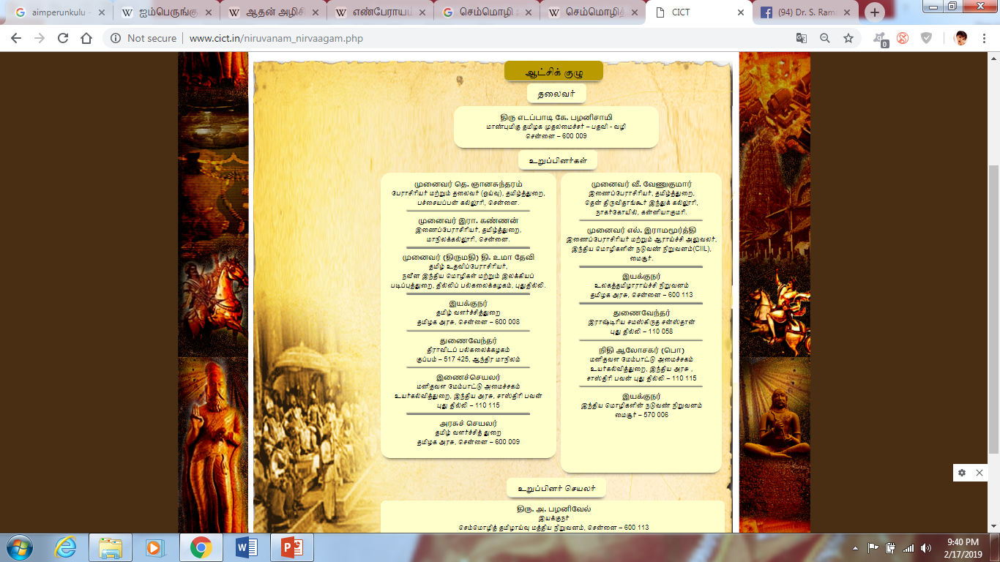 aimperunkulu -
ஐம்பெருங்கு
ஆதன் அழிசி
எண்பேராயம்
செம்மொழி
செம்மொழித்
CICT
(94) Dr. S. Rama
Not secure | www.cict.in/niruvanam_nirvaagam.php
0
ஆட்சிக் குழு
தலைவர்
திரு எடப்பாடி கே. பழனிசாமி
மாண்புமிகு தமிழக முதலமைச்சர் – பதவி - வழி
சென்னை – 600 009
உறுப்பினர்கள்
முனைவர் தெ. ஞானசுந்தரம்
பேராசிரியர் மற்றும் தலைவர் (ஓய்வு), தமிழ்த்துறை,
பச்சையப்பன் கல்லூரி, சென்னை.
முனைவர் இரா. கண்ணன்
இணைப்பேராசிரியர், தமிழ்த்துறை,
மாநிலக்கல்லூரி, சென்னை.
முனைவர் (திருமதி) தி. உமா தேவி
தமிழ் உதவிப்பேராசிரியர்,
நவீன இந்திய மொழிகள் மற்றும் இலக்கியப்
படிப்புத்துறை, தில்லிப் பல்கலைக்கழகம், புதுதில்லி.
இயக்குநர்
தமிழ் வளர்ச்சித்துறை
தமிழக அரசு, சென்னை – 600 008
துணைவேந்தர்
திராவிடப் பல்கலைக்கழகம்
குப்பம் – 517 425, ஆந்திர மாநிலம்
இணைச்செயலர்
மனிதவள மேம்பாட்டு அமைச்சகம்
உயர்கல்வித்துறை, இந்திய அரசு, சாஸ்திரி பவன்
புது தில்லி – 110 115
அரசுச் செயலர்
தமிழ் வளர்ச்சித் துறை
தமிழக அரசு, சென்னை – 600 009
முனைவர் வீ. வேணுகுமார்
இணைப்பேராசிரியர், தமிழ்த்துறை,
தென் திருவிதாங்கூர் இந்துக் கல்லூரி,
நாகர்கோயில், கன்னியாகுமரி.
முனைவர் எல். இராமமூர்த்தி
இணைப்பேராசிரியர் மற்றும் ஆராய்ச்சி அலுவலர்,
இந்திய மொழிகளின் நடுவண் நிறுவனம்(CIIL),
மைசூர்.
இயக்குநர்
உலகத்தமிழாராய்ச்சி நிறுவனம்
தமிழக அரசு, சென்னை – 600 113
துணைவேந்தர்
இராஷ்டிரிய சமஸ்கிருத சன்ஸ்தான்
புது தில்லி – 110 058
நிதி ஆலோசகர் (பொ)
மனிதவள மேம்பாட்டு அமைச்சகம்
உயர்கல்வித்துறை, இந்திய அரசு ,
சாஸ்திரி பவன் புது தில்லி – 110 115
இயக்குநர்
இந்திய மொழிகளின் நடுவண் நிறுவனம்
மைசூர் – 570 006
உறுப்பினர் செயலர்
திரு. அ. பழனிவேல்
இயக்குநர்
செம்மொழித் தமிழாய்வு மத்திய நிறுவனம், சென்னை – 600 113
9:40 PM
2/17/2019